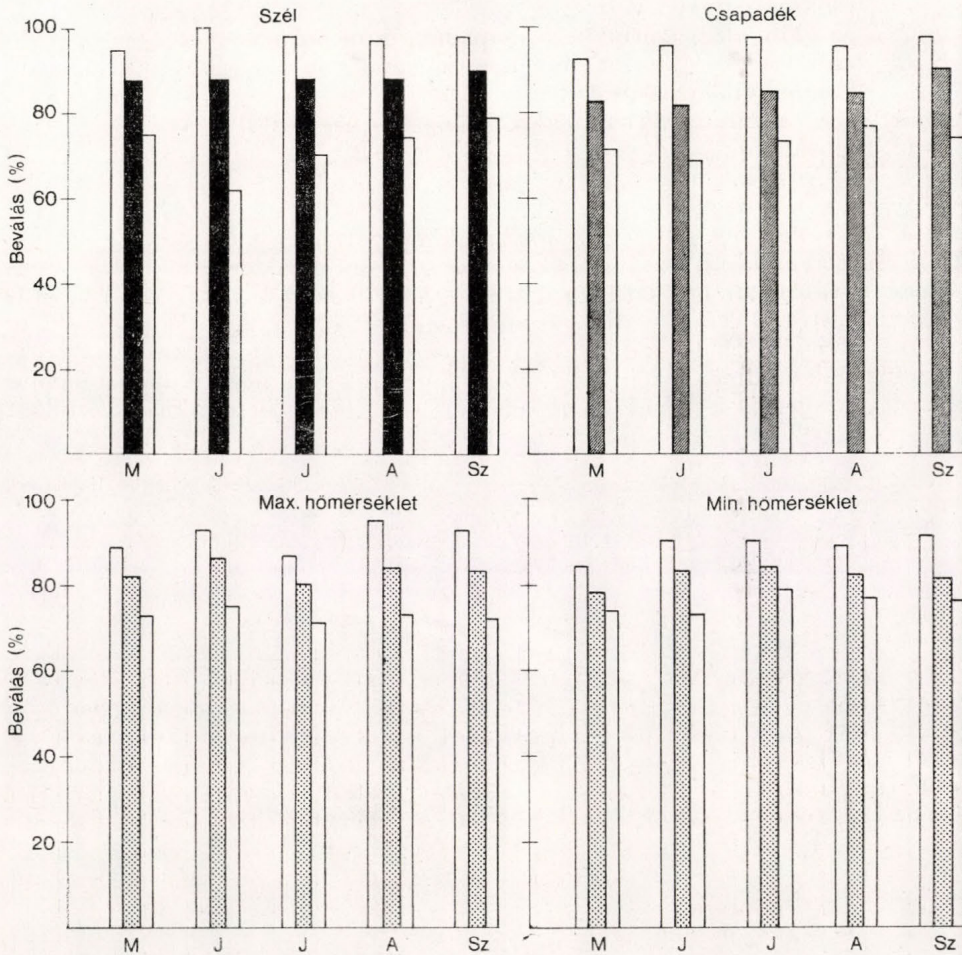 Szél
Beválás (%)
100
80
60
40
20
M J J A Sz
Csapadék
M J J A Sz
Max. hőmérséklet
Beválás (%)
100
80
60
40
20
M J J A Sz
Min. hőmérséklet
M J J A Sz